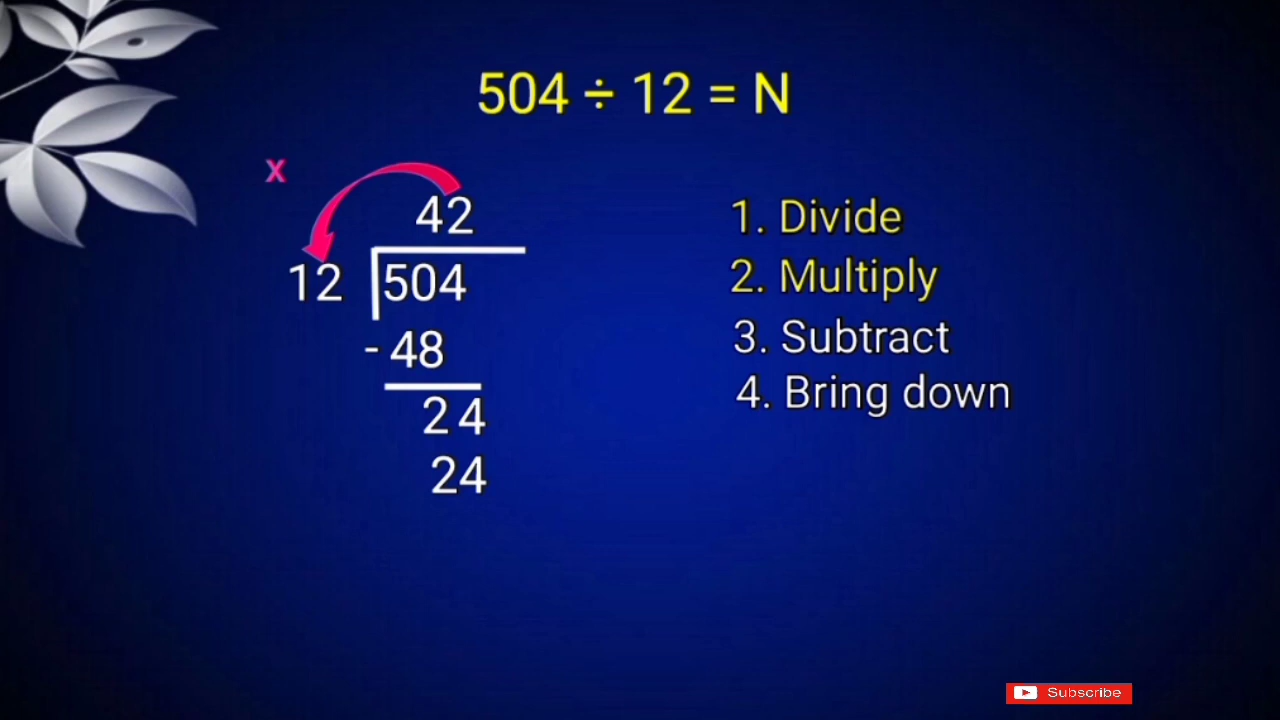 504 ÷ 12 = N
x
42
12 504
- 48
24
24
1. Divide
2. Multiply
3. Subtract
4. Bring down
Subscribe